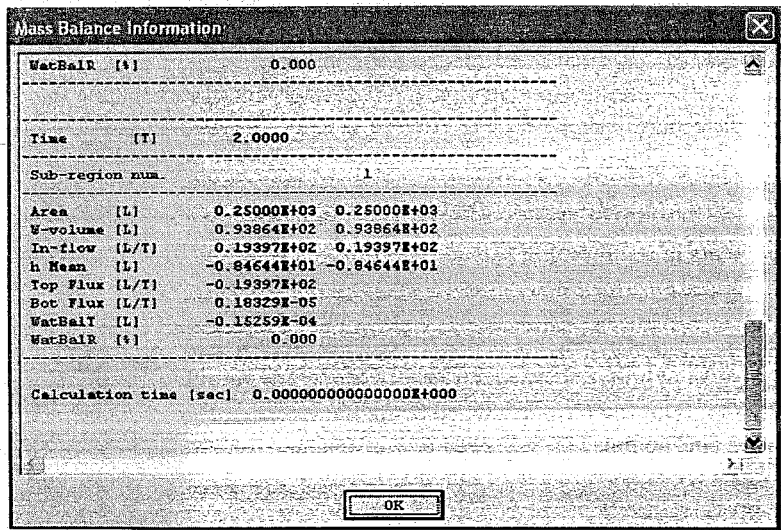 Mass Balance Information
WatBalR [%] 0.000
----------------------------------------------------------
----------------------------------------------------------
Time [T] 2.0000
----------------------------------------------------------
Sub-region num. 1
----------------------------------------------------------
Area [L] 0.25000E+03 0.25000E+03
W-volume [L] 0.93864E+02 0.93864E+02
In-flow [L/T] 0.19397E+02 0.19397E+02
h Mean [L] -0.84644E+01 -0.84644E+01
Top Flux [L/T] -0.19397E+02
Bot Flux [L/T] 0.18329E-05
WatBalT [L] -0.15259E-04
WatBalR [%] 0.000
----------------------------------------------------------
Calculation time [sec] 0.000000000000000E+000
OK